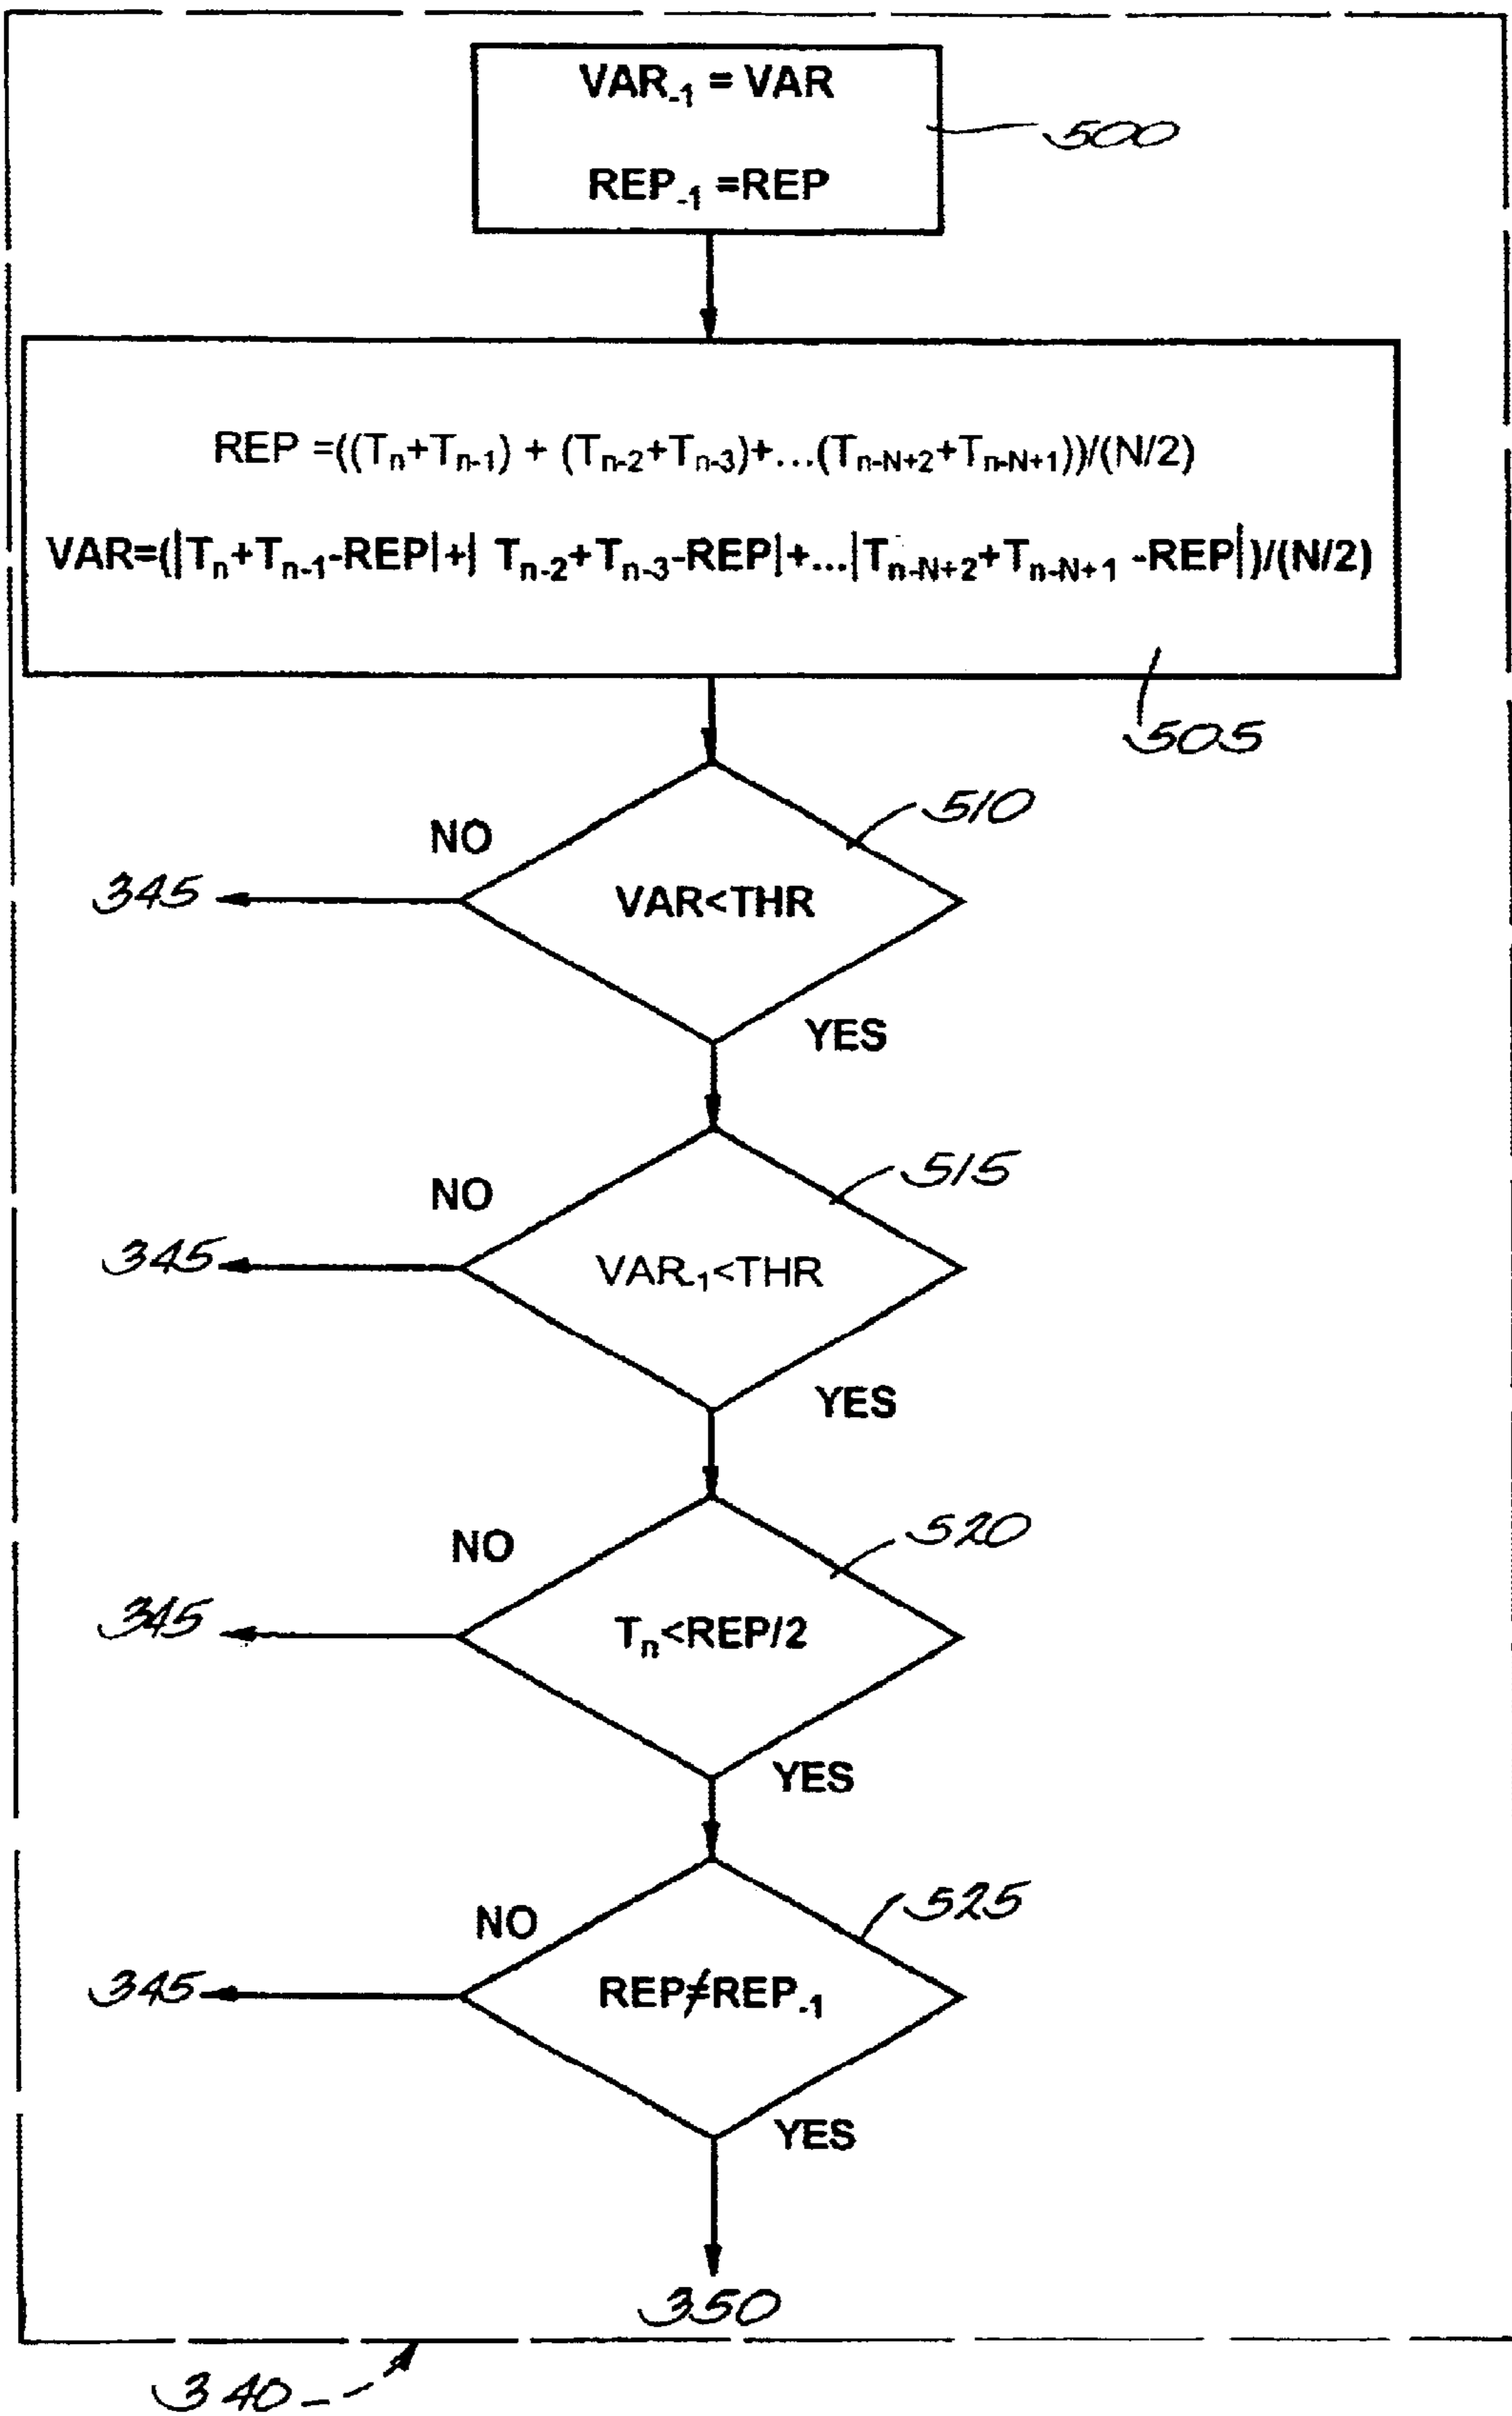 VAR-1 = VAR
500
REP-1 =REP
REP =((Tn+Tn-1) + (Tn-2+Tn-3)+...(Tn-N+2+Tn-N+1))/(N/2)
VAR=(|Tn+Tn-1-REP|+| Tn-2+Tn-3-REP|+...|Tn-N+2+Tn-N+1 -REP|)/(N/2)
505
510
NO
345
VAR<THR
YES
515
NO
345
VAR-1<THR
YES
520
NO
345
Tn<REP/2
YES
525
NO
345
REP≠REP-1
YES
350
340